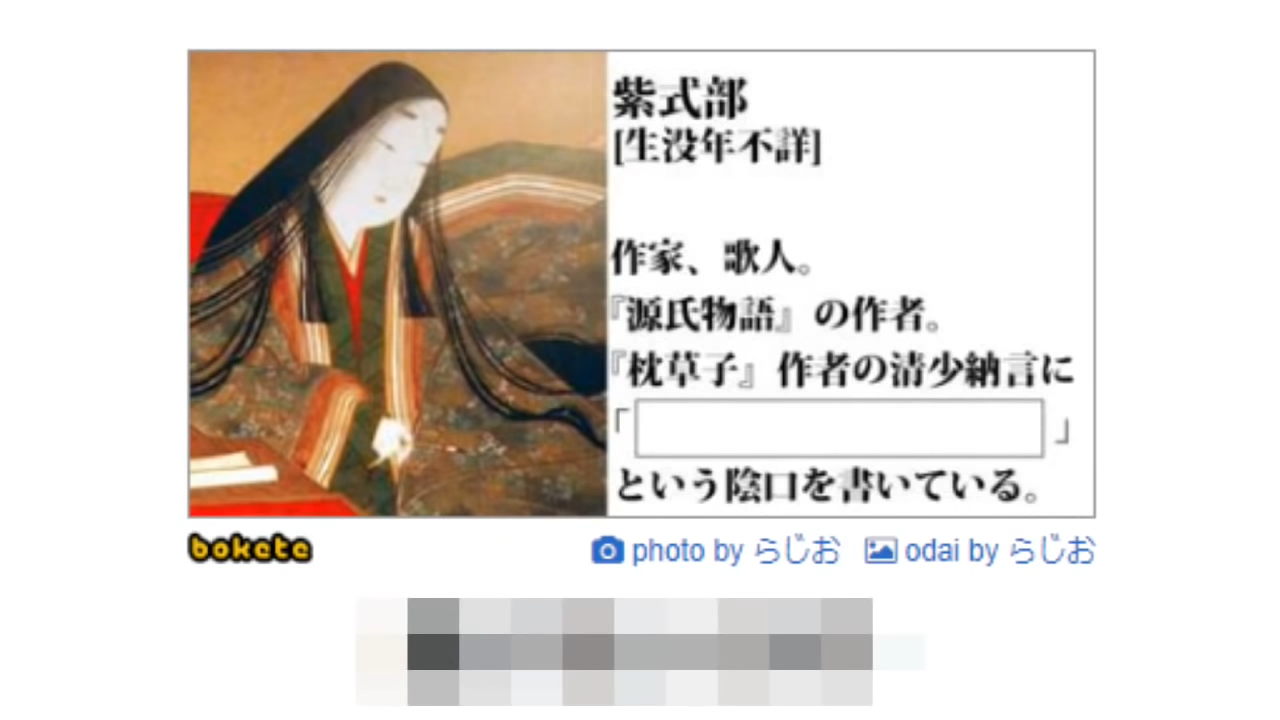 紫式部
[生没年不詳]
作家、歌人。
『源氏物語』の作者。
『枕草子』作者の清少納言に
「 」
という陰口を書いている。
bokete
photo by らじお odai by らじお